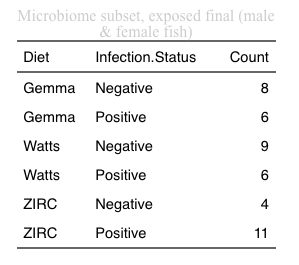 Microbiome subset, exposed final (male
& female fish)
Diet Infection.Status Count
Gemma Negative 8
Gemma Positive 6
Watts Negative 9
Watts Positive 6
ZIRC Negative 4
ZIRC Positive 11